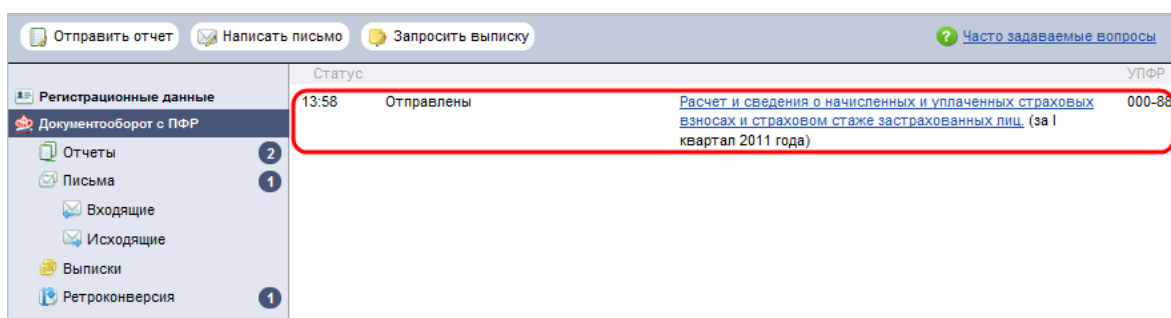 Отправить отчет Написать письмо Запросить выписку Часто задаваемые вопросы
Статус УПФР
Регистрационные данные
Документооборот с ПФР
Отчеты 2
Письма 1
Входящие
Исходящие
Выписки
Ретроконверсия 1
13:58 Отправлены Расчет и сведения о начисленных и уплаченных страховых 000-88
взносах и страховом стаже застрахованных лиц. (за I
квартал 2011 года)